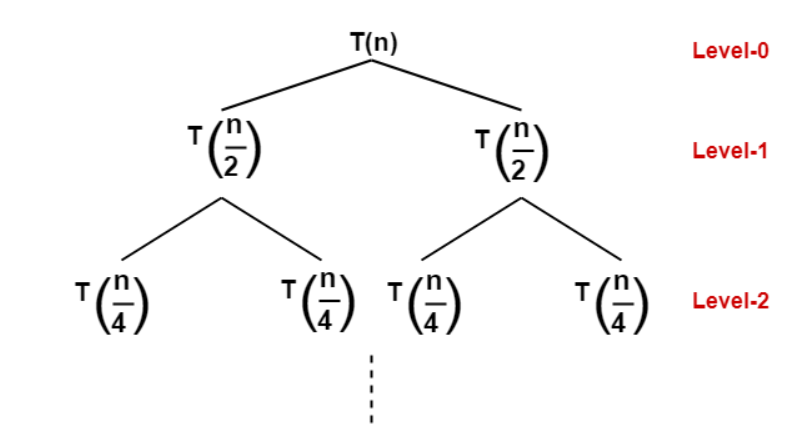 T(n) Level-0
T(n/2) T(n/2) Level-1
T(n/4) T(n/4) T(n/4) T(n/4) Level-2